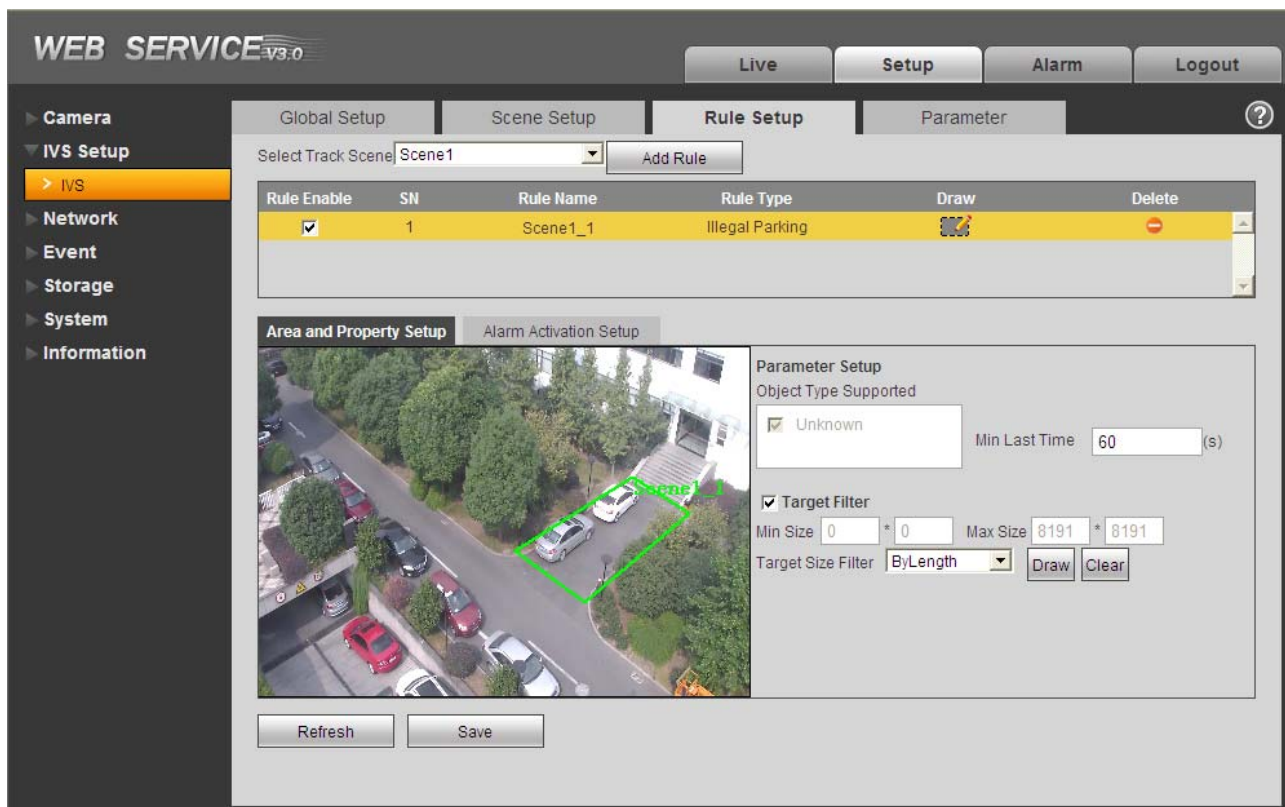 WEB SERVICE V3.0
Live Setup Alarm Logout
Camera
IVS Setup
IVS
Network
Event
Storage
System
Information
Global Setup Scene Setup Rule Setup Parameter ?
Select Track Scene Scene1 Add Rule
Rule Enable SN Rule Name Rule Type Draw Delete
1 Scene1_1 Illegal Parking
Area and Property Setup Alarm Activation Setup
Scene1_1
Parameter Setup
Object Type Supported
Unknown
Min Last Time 60 (s)
Target Filter
Min Size 0 * 0 Max Size 8191 * 8191
Target Size Filter ByLength Draw Clear
Refresh Save